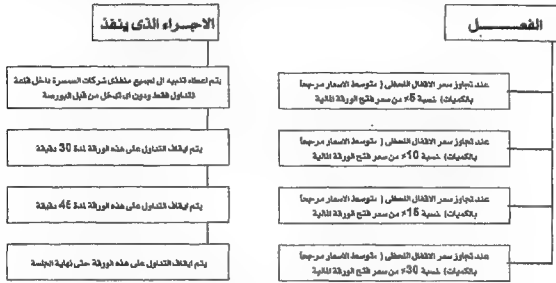 الفعـــــل
الاجـراء الذى ينفذ
عند تجاوز سعر الاقفال اللحظى ( متوسط الاسعار مرجحاً
بالكميات) نسبة 5% من سعر فتح الورقة المالية
يتم اعطاء تنبيه الى لجميع منفذى شركات السمسرة داخل قاعة
التداول فقط ودون اى تدخل من قبل البورصة
عند تجاوز سعر الاقفال اللحظى ( متوسط الاسعار مرجحاً
بالكميات) نسبة 10% من سعر فتح الورقة المالية
يتم ايقاف التداول على هذه الورقة لمدة 30 دقيقة
عند تجاوز سعر الاقفال اللحظى ( متوسط الاسعار مرجحاً
بالكميات) نسبة 15% من سعر فتح الورقة المالية
يتم ايقاف التداول على هذه الورقة لمدة 45 دقيقة
عند تجاوز سعر الاقفال اللحظى ( متوسط الاسعار مرجحاً
بالكميات) نسبة 30% من سعر فتح الورقة المالية
يتم ايقاف التداول على هذه الورقة حتى نهاية الجلسة